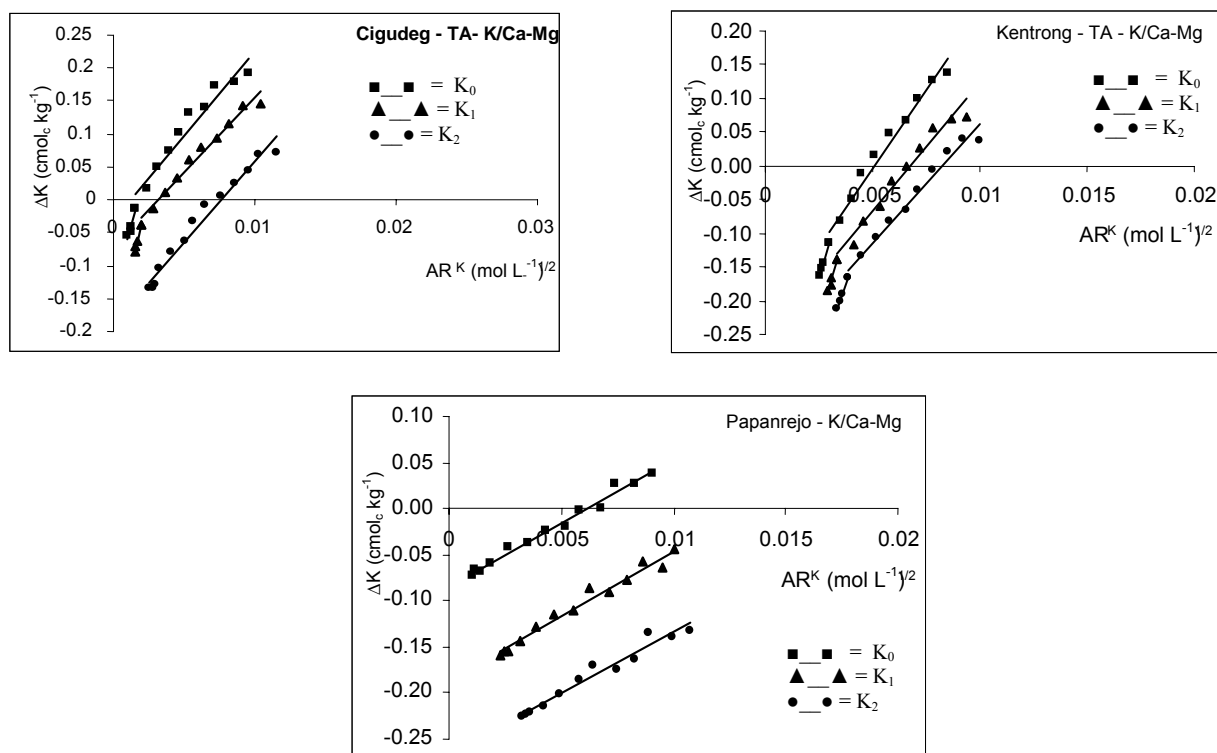 Cigudeg - TA- K/Ca-Mg
0.25
0.2
0.15
0.1
0.05
0
-0.05
-0.1
-0.15
-0.2
ΔK (cmolc kg-1)
0
0.01
0.02
0.03
ARK (mol L-1)1/2
= K0
= K1
= K2
Kentrong - TA - K/Ca-Mg
0.20
0.15
0.10
0.05
0.00
-0.05
-0.10
-0.15
-0.20
-0.25
ΔK (cmolc kg-1)
0
0.005
0.01
0.015
0.02
ARK (mol L-1)1/2
= K0
= K1
= K2
Papanrejo - K/Ca-Mg
0.10
0.05
0.00
-0.05
-0.10
-0.15
-0.20
-0.25
ΔK (cmolc kg-1)
0
0.005
0.01
0.015
0.02
ARK (mol L-1)1/2
= K0
= K1
= K2